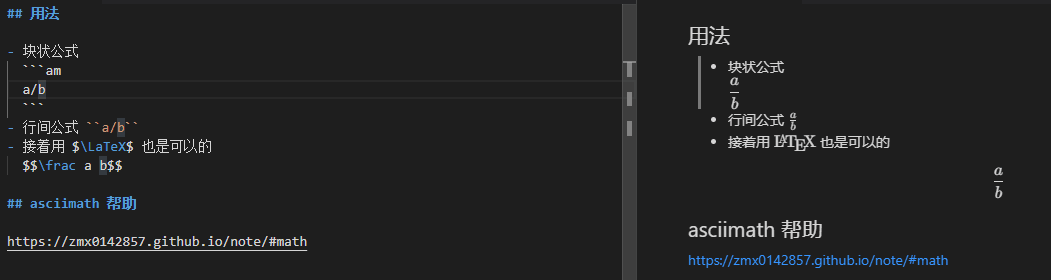 ## 用法
- 块状公式
```am
a/b
```
- 行间公式 ``a/b``
- 接着用 $\LaTeX$ 也是可以的
$$\frac a b$$
## asciimath 帮助
https://zmx0142857.github.io/note/#math
用法
• 块状公式
a
b
• 行间公式 a/b
• 接着用 LATEX 也是可以的
a
b
asciimath 帮助
https://zmx0142857.github.io/note/#math